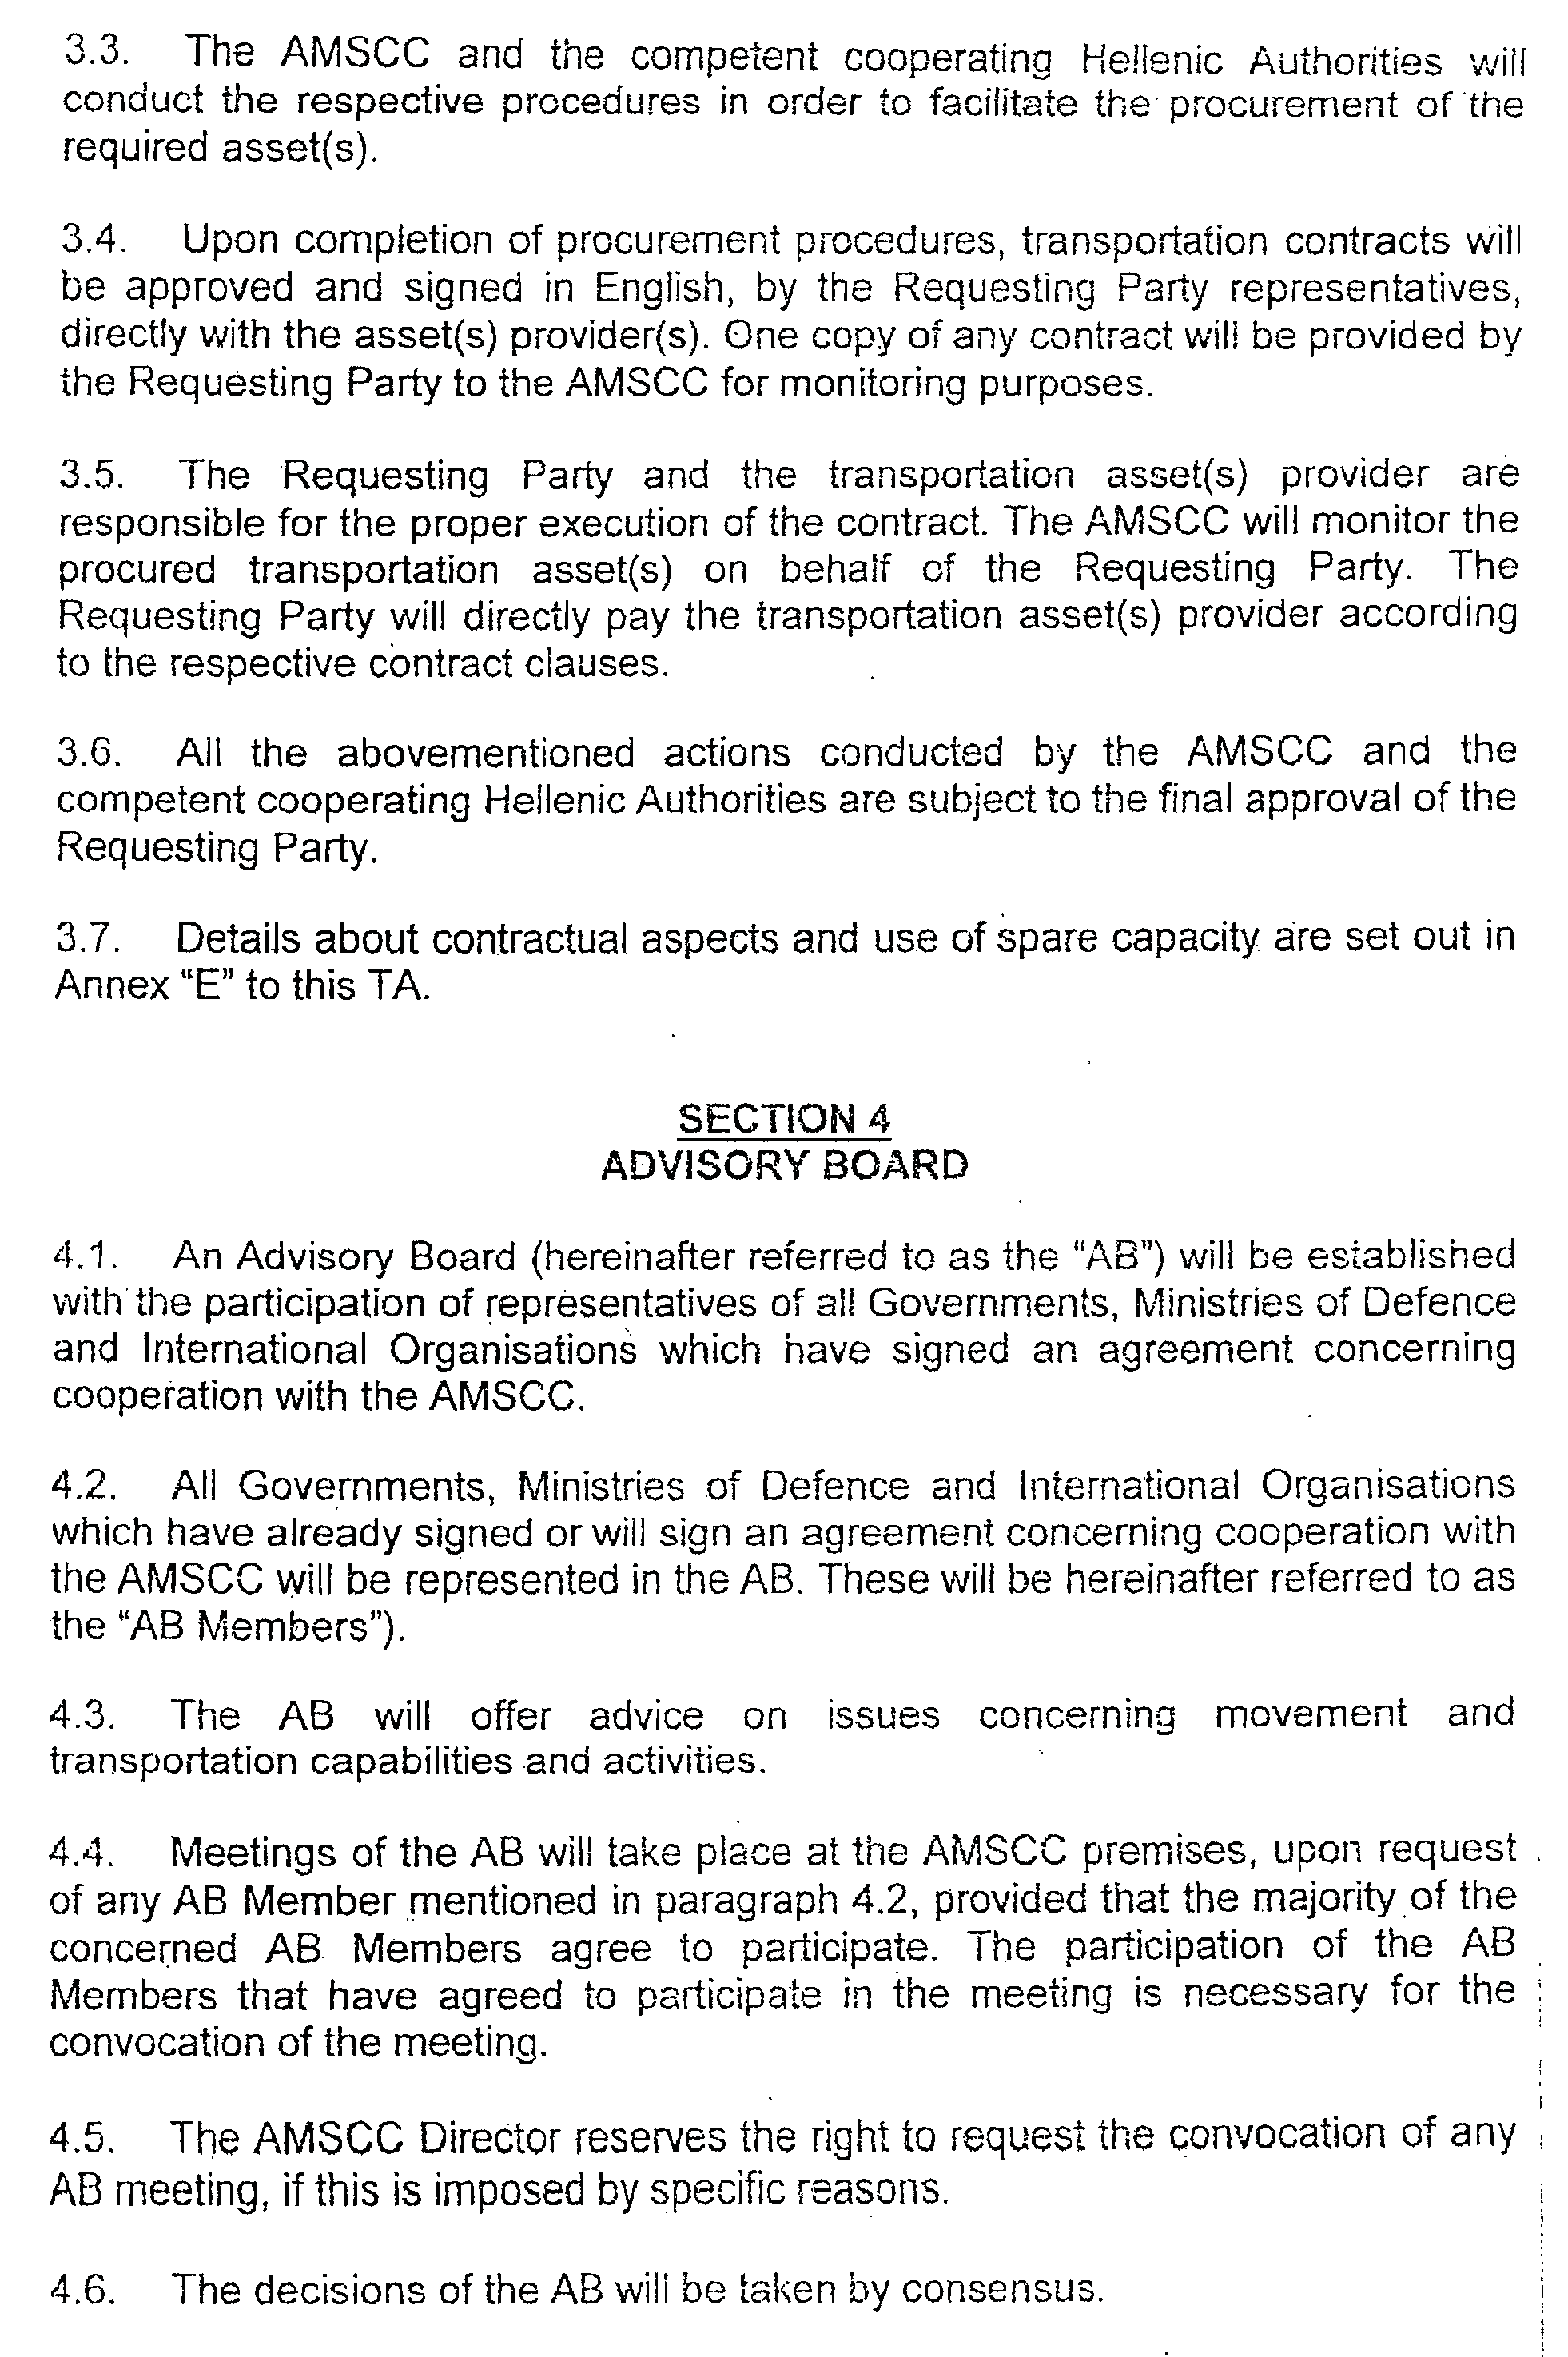 3.3. The AMSCC and the competent cooperating Hellenic Authorities will
conduct the respective procedures in order to facilitate the procurement of the
required asset(s).
3.4. Upon completion of procurement procedures, transportation contracts will
be approved and signed in English, by the Requesting Party representatives,
directly with the asset(s) provider(s). One copy of any contract will be provided by
the Requesting Party to the AMSCC for monitoring purposes.
3.5. The Requesting Party and the transportation asset(s) provider are
responsible for the proper execution of the contract. The AMSCC will monitor the
procured transportation asset(s) on behalf of the Requesting Party. The
Requesting Party will directly pay the transportation asset(s) provider according
to the respective contract clauses.
3.6. All the abovementioned actions conducted by the AMSCC and the
competent cooperating Hellenic Authorities are subject to the final approval of the
Requesting Party.
3.7. Details about contractual aspects and use of spare capacity are set out in
Annex “E” to this TA.
SECTION 4
ADVISORY BOARD
4.1. An Advisory Board (hereinafter referred to as the “AB”) will be established
with the participation of representatives of all Governments, Ministries of Defence
and International Organisations which have signed an agreement concerning
cooperation with the AMSCC.
4.2. All Governments, Ministries of Defence and International Organisations
which have already signed or will sign an agreement concerning cooperation with
the AMSCC will be represented in the AB. These will be hereinafter referred to as
the “AB Members”).
4.3. The AB will offer advice on issues concerning movement and
transportation capabilities and activities.
4.4. Meetings of the AB will take place at the AMSCC premises, upon request
of any AB Member mentioned in paragraph 4.2, provided that the majority of the
concerned AB Members agree to participate. The participation of the AB
Members that have agreed to participate in the meeting is necessary for the
convocation of the meeting.
4.5. The AMSCC Director reserves the right to request the convocation of any
AB meeting, if this is imposed by specific reasons.
4.6. The decisions of the AB will be taken by consensus.